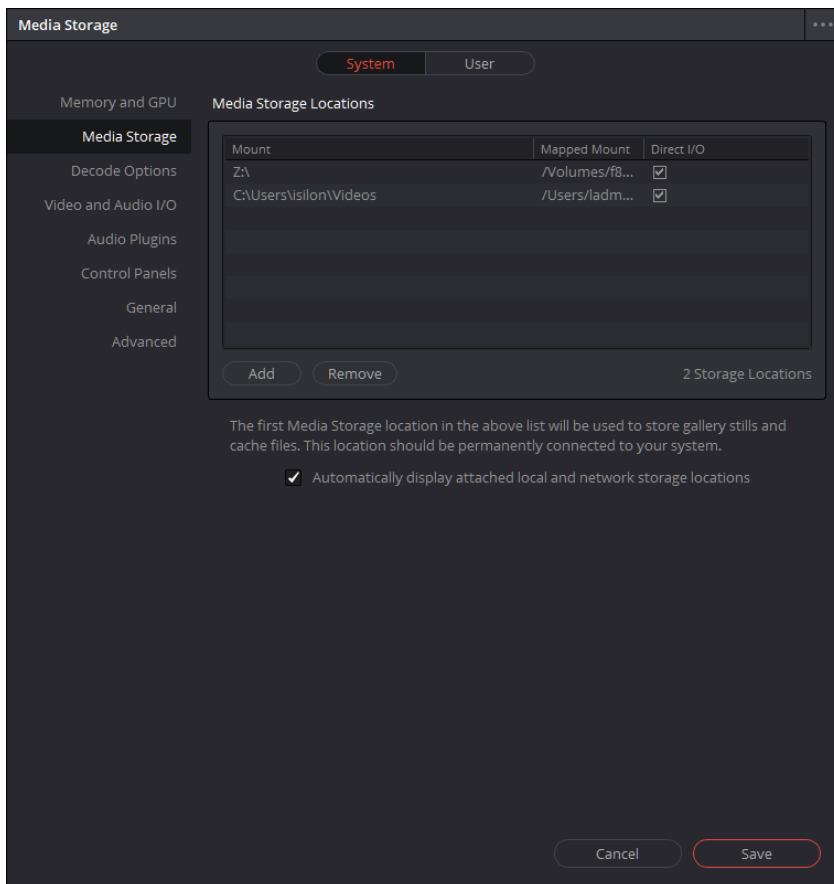 Media Storage
System User
Memory and GPU
Media Storage
Decode Options
Video and Audio I/O
Audio Plugins
Control Panels
General
Advanced
Media Storage Locations
Mount Mapped Mount Direct I/O
Z:\ /Volumes/f8...
C:\Users\isilon\Videos /Users/ladm...
Add Remove 2 Storage Locations
The first Media Storage location in the above list will be used to store gallery stills and
cache files. This location should be permanently connected to your system.
Automatically display attached local and network storage locations
Cancel Save